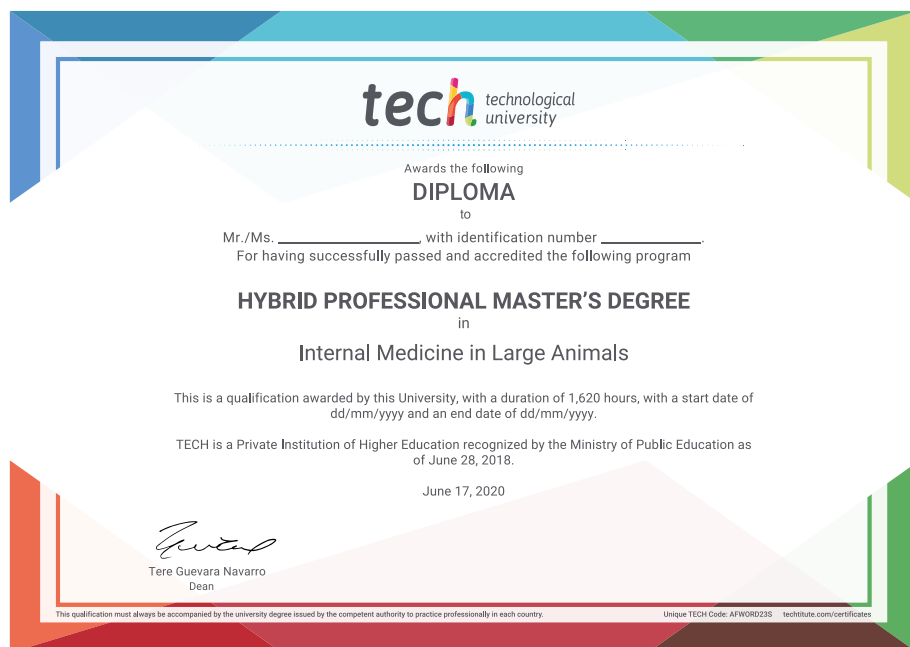 tech technological
university
Awards the following
DIPLOMA
to
Mr./Ms. ____________________, with identification number ______________.
For having successfully passed and accredited the following program
HYBRID PROFESSIONAL MASTER'S DEGREE
in
Internal Medicine in Large Animals
This is a qualification awarded by this University, with a duration of 1,620 hours, with a start date of
dd/mm/yyyy and an end date of dd/mm/yyyy.
TECH is a Private Institution of Higher Education recognized by the Ministry of Public Education as
of June 28, 2018.
June 17, 2020
Tere Guevara Navarro
Dean
This qualification must always be accompanied by the university degree issued by the competent authority to practice professionally in each country.
Unique TECH Code: AFWORD23S techtitute.com/certificates